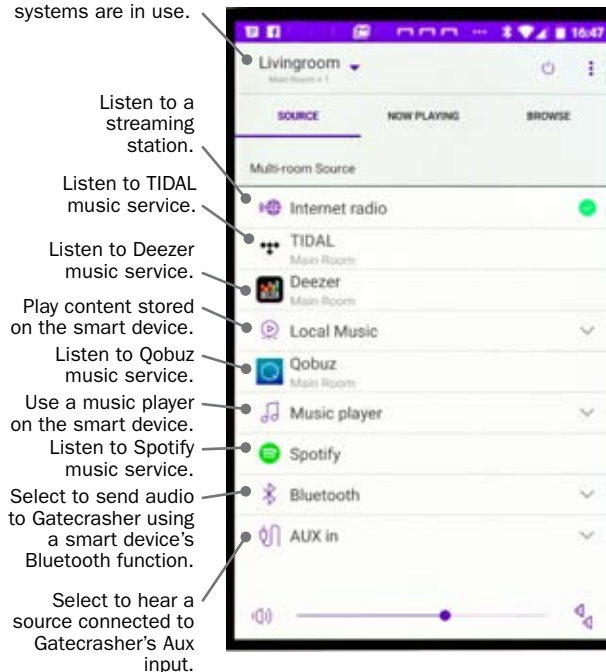 systems are in use.
Listen to a
streaming
station.
Listen to TIDAL
music service.
Listen to Deezer
music service.
Play content stored
on the smart device.
Listen to Qobuz
music service.
Use a music player
on the smart device.
Listen to Spotify
music service.
Select to send audio
to Gatecrasher using
a smart device's
Bluetooth function.
Select to hear a
source connected to
Gatecrasher's Aux
input.
16:47
Livingroom
Main Room + 1
SOURCE NOW PLAYING BROWSE
Multi-room Source
Internet radio
TIDAL
Main Room
Deezer
Main Room
Local Music
Qobuz
Main Room
Music player
Spotify
Bluetooth
AUX in